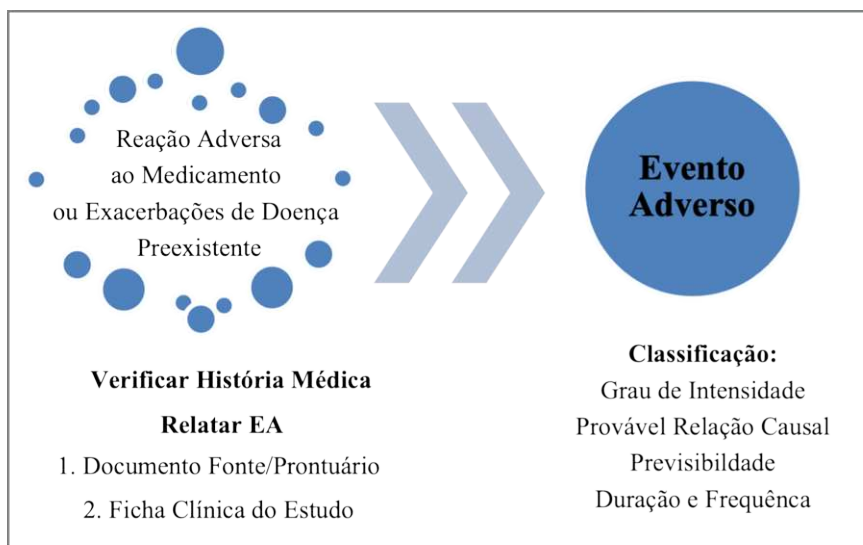 Reação Adversa
ao Medicamento
ou Exacerbações de Doença
Preexistente
Verificar História Médica
Relatar EA
1. Documento Fonte/Prontuário
2. Ficha Clínica do Estudo
Evento
Adverso
Classificação:
Grau de Intensidade
Provável Relação Causal
Previsibildade
Duração e Frequênca